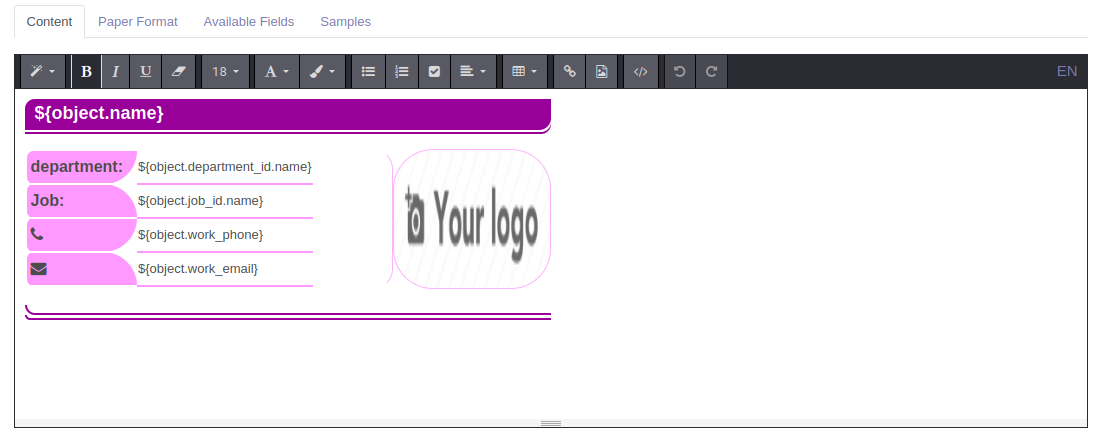 Content Paper Format Available Fields Samples
B I U 18 A EN
${object.name}
department: ${object.department_id.name}
Job: ${object.job_id.name}
${object.work_phone}
${object.work_email}
Your logo